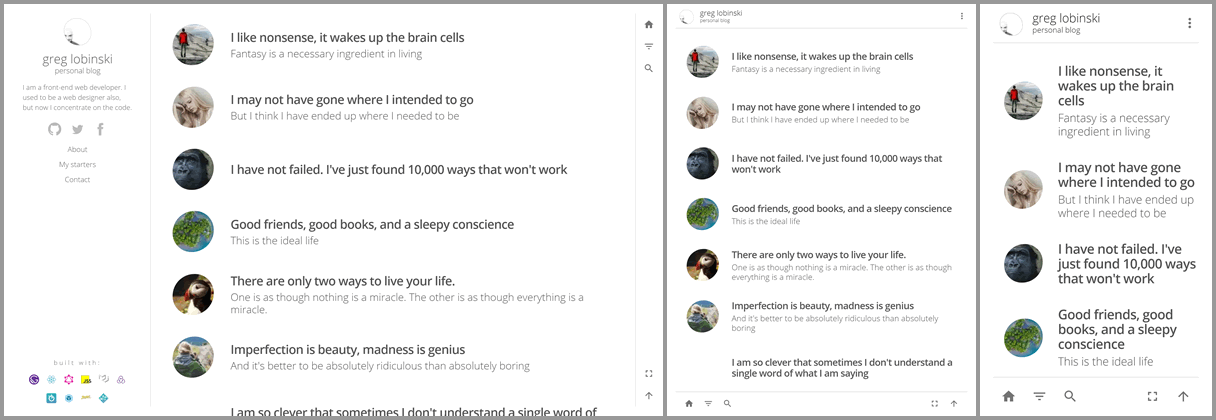 greg lobinski
personal blog
I am a front-end web developer. I
used to be a web designer also,
but now I concentrate on the code.
About
My starters
Contact
built with:
JSS
I like nonsense, it wakes up the brain cells
Fantasy is a necessary ingredient in living
I may not have gone where I intended to go
But I think I have ended up where I needed to be
I have not failed. I've just found 10,000 ways that won't work
Good friends, good books, and a sleepy conscience
This is the ideal life
There are only two ways to live your life.
One is as though nothing is a miracle. The other is as though everything is a
miracle.
Imperfection is beauty, madness is genius
And it's better to be absolutely ridiculous than absolutely boring
I am so clever that sometimes I don't understand a single word of
greg lobinski
personal blog
I like nonsense, it wakes up the brain cells
Fantasy is a necessary ingredient in living
I may not have gone where I intended to go
But I think I have ended up where I needed to be
I have not failed. I've just found 10,000 ways that
won't work
Good friends, good books, and a sleepy conscience
This is the ideal life
There are only two ways to live your life.
One is as though nothing is a miracle. The other is as though
everything is a miracle.
Imperfection is beauty, madness is genius
And it's better to be absolutely ridiculous than absolutely
boring
I am so clever that sometimes I don't understand a
single word of what I am saying
greg lobinski
personal blog
I like nonsense, it
wakes up the brain
cells
Fantasy is a necessary
ingredient in living
I may not have gone
where I intended to go
But I think I have ended up
where I needed to be
I have not failed. I've
just found 10,000 ways
that won't work
Good friends, good
books, and a sleepy
conscience
This is the ideal life